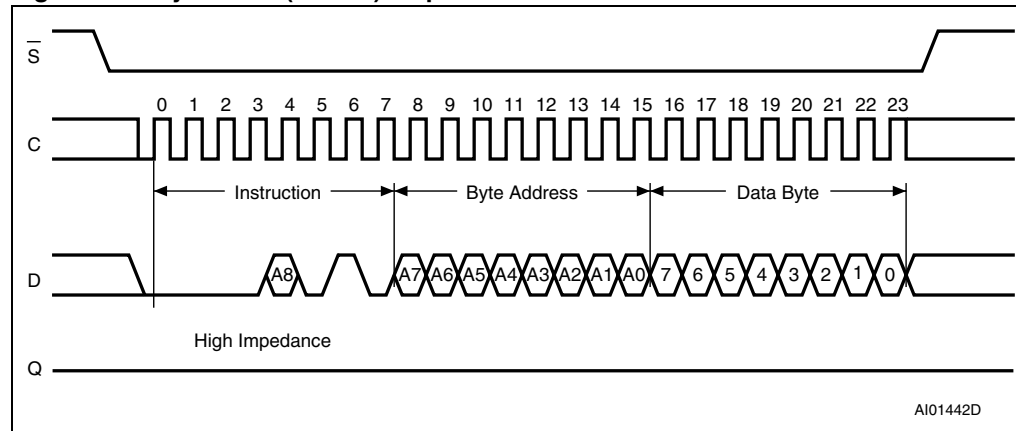 S
0 1 2 3 4 5 6 7 8 9 10 11 12 13 14 15 16 17 18 19 20 21 22 23
C
Instruction Byte Address Data Byte
D A8 A7 A6 A5 A4 A3 A2 A1 A0 7 6 5 4 3 2 1 0
High Impedance
Q
AI01442D